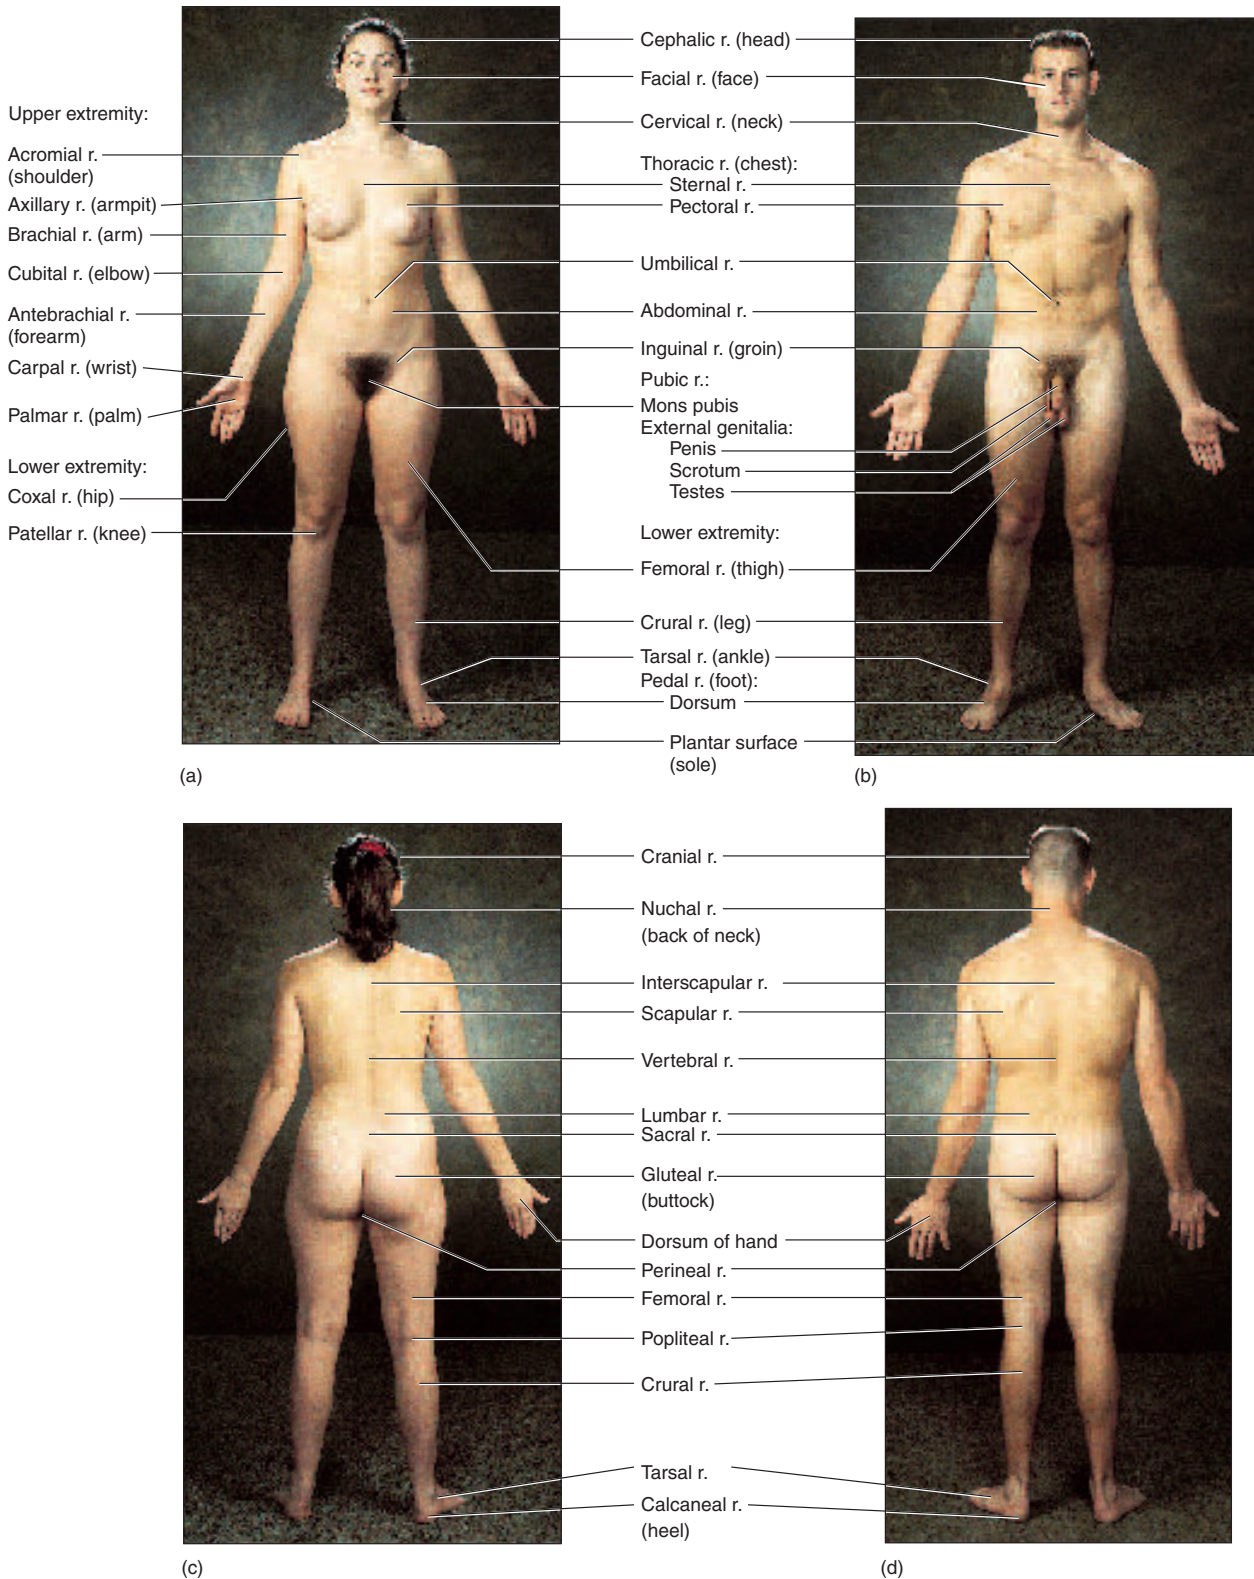 Cephalic r. (head)
Facial r. (face)
Upper extremity:
Cervical r. (neck)
Acromial r.
(shoulder)
Thoracic r. (chest):
Sternal r.
Axillary r. (armpit)
Pectoral r.
Brachial r. (arm)
Cubital r. (elbow)
Umbilical r.
Antebrachial r.
(forearm)
Abdominal r.
Carpal r. (wrist)
Inguinal r. (groin)
Pubic r.:
Palmar r. (palm)
Mons pubis
External genitalia:
Penis
Lower extremity:
Scrotum
Coxal r. (hip)
Testes
Patellar r. (knee)
Lower extremity:
Femoral r. (thigh)
Crural r. (leg)
Tarsal r. (ankle)
Pedal r. (foot):
Dorsum
Plantar surface
(sole)
(a)
(b)
Cranial r.
Nuchal r.
(back of neck)
Interscapular r.
Scapular r.
Vertebral r.
Lumbar r.
Sacral r.
Gluteal r.
(buttock)
Dorsum of hand
Perineal r.
Femoral r.
Popliteal r.
Crural r.
Tarsal r.
Calcaneal r.
(heel)
(c)
(d)